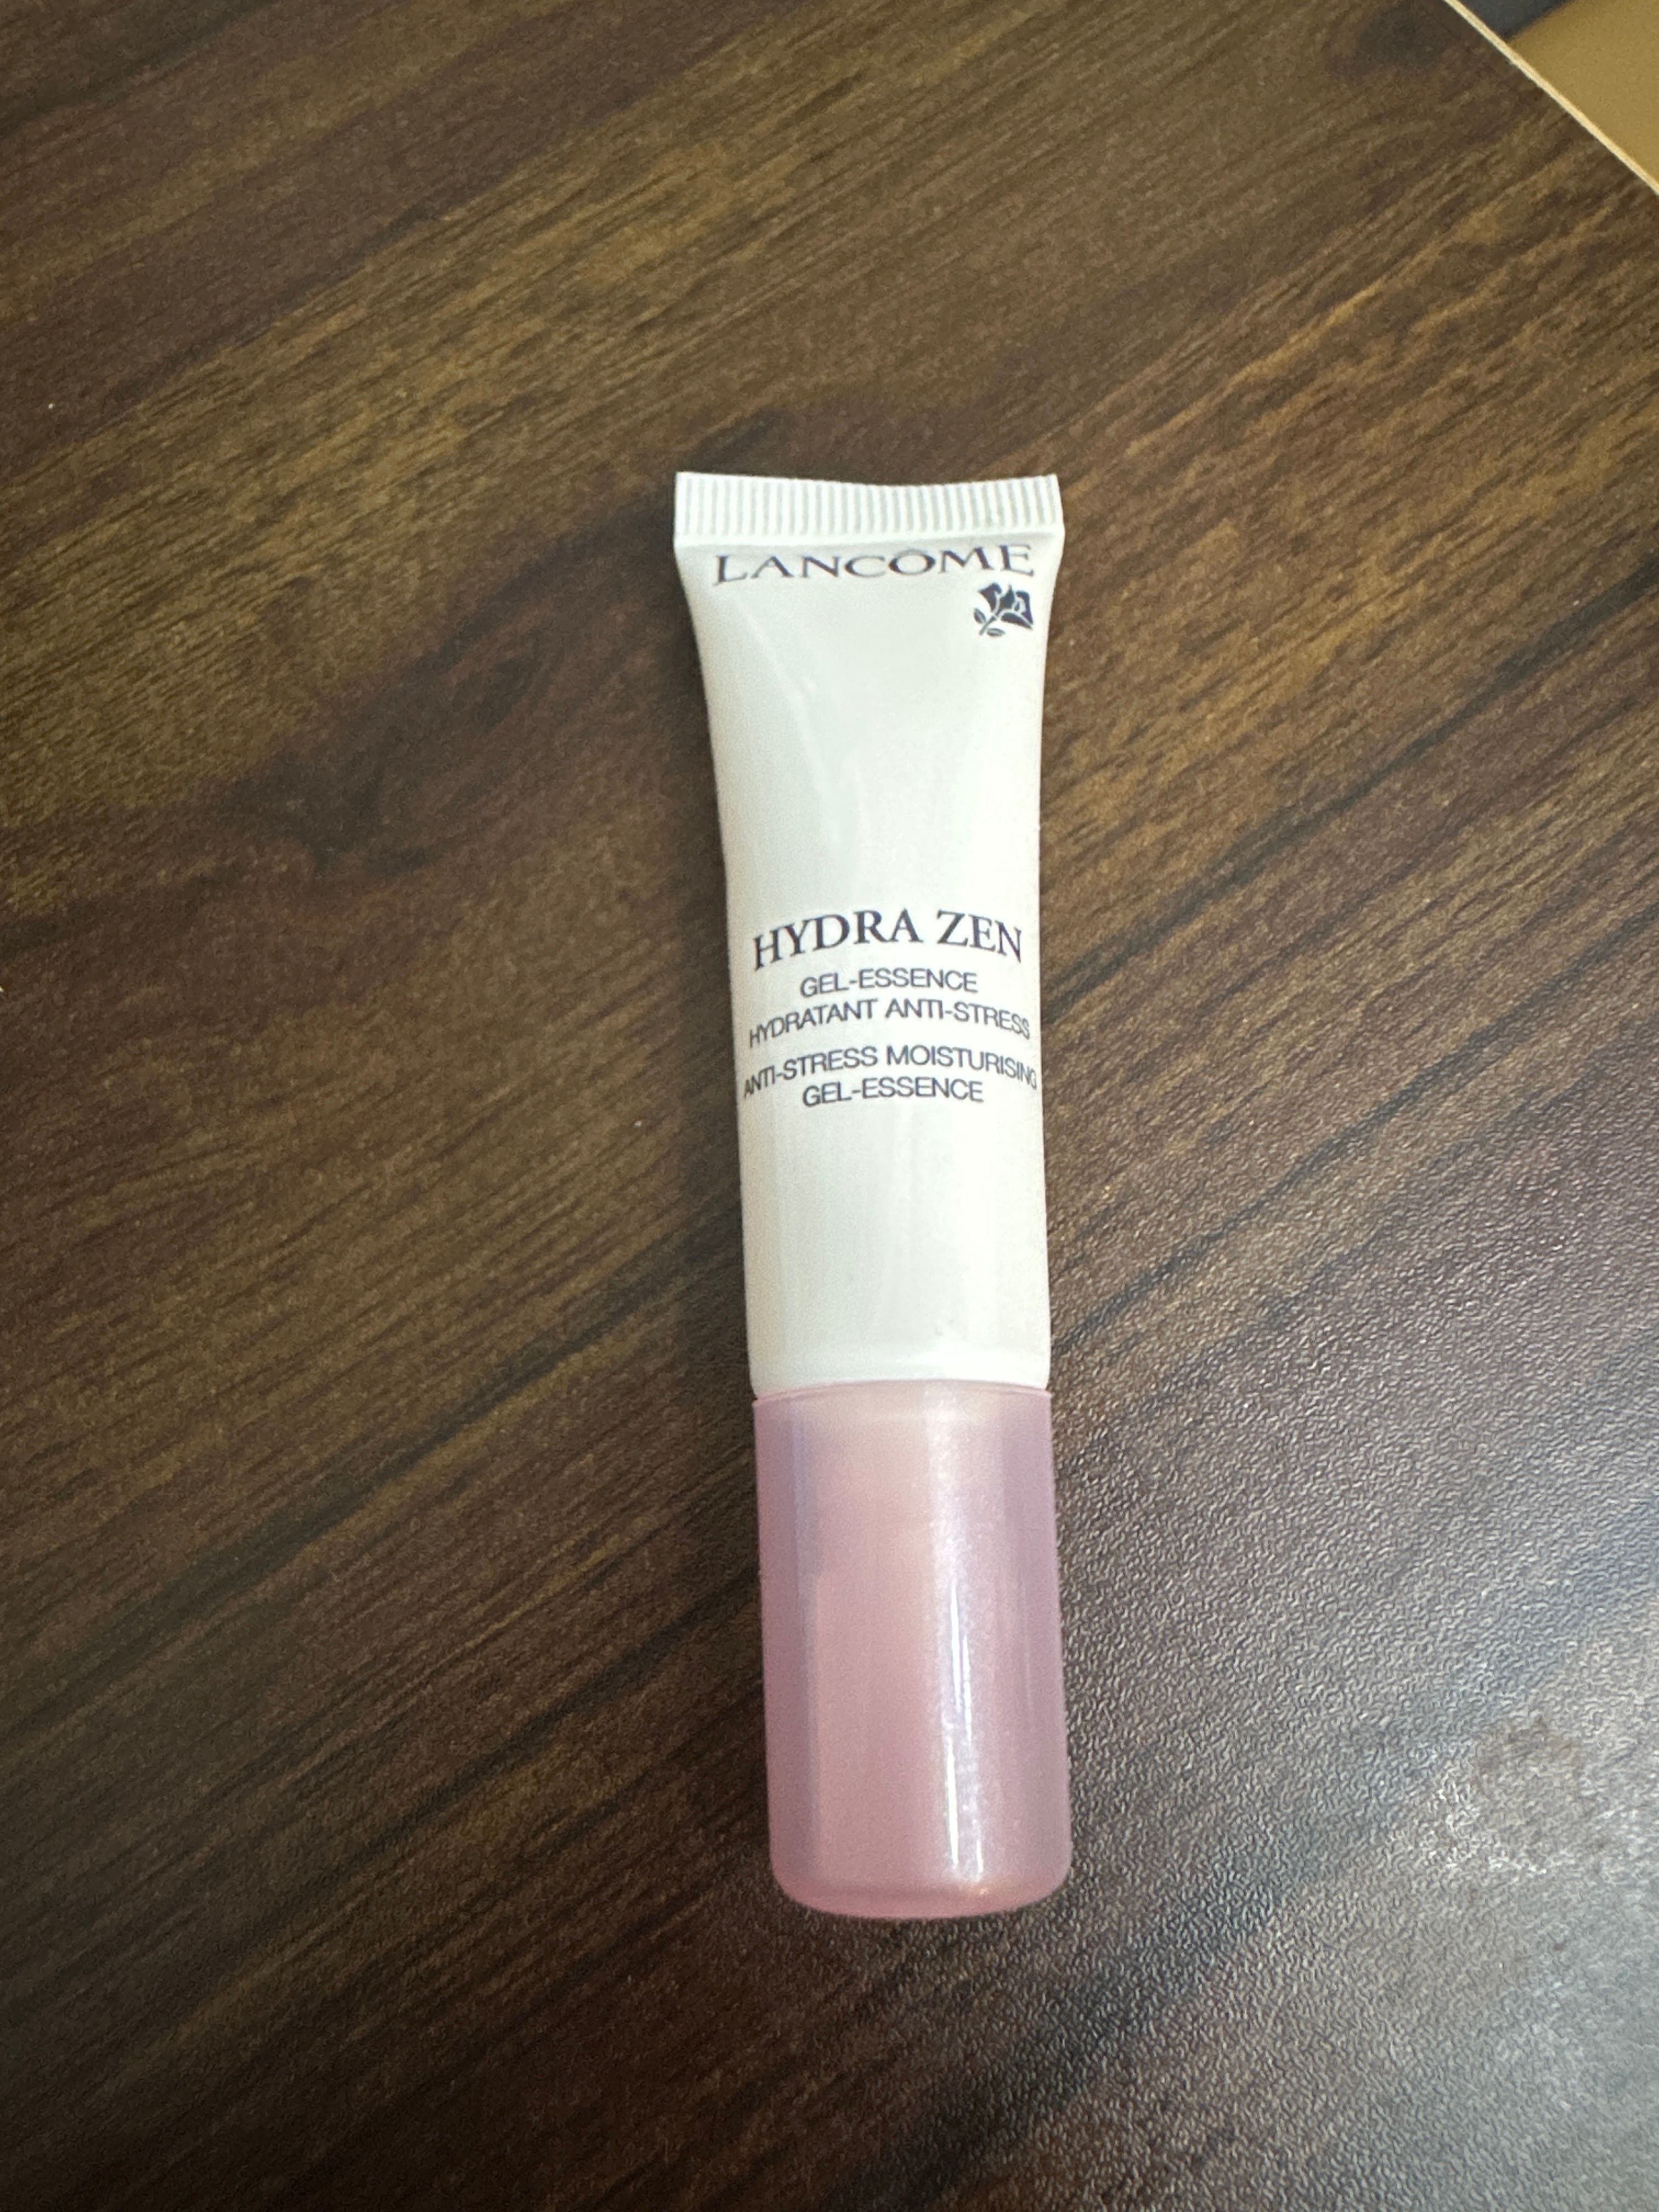 LANCÔME
HYDRA ZEN
GEL-ESSENCE
HYDRATANT ANTI-STRESS
ANTI-STRESS MOISTURISING
GEL-ESSENCE